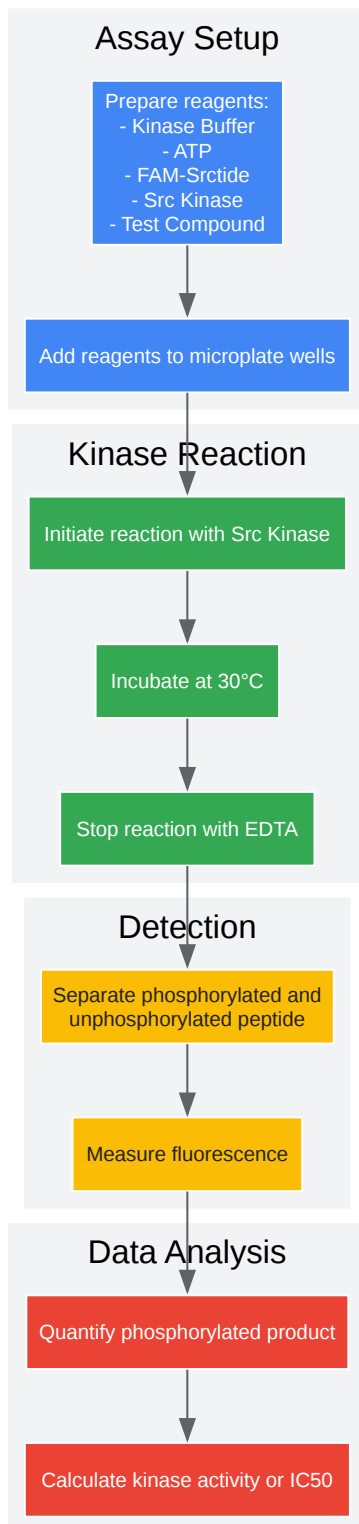 Assay Setup
Prepare reagents:
- Kinase Buffer
- ATP
- FAM-Srctide
- Src Kinase
- Test Compound
Add reagents to microplate wells
Kinase Reaction
Initiate reaction with Src Kinase
Incubate at 30°C
Stop reaction with EDTA
Detection
Separate phosphorylated and
unphosphorylated peptide
Measure fluorescence
Data Analysis
Quantify phosphorylated product
Calculate kinase activity or IC50